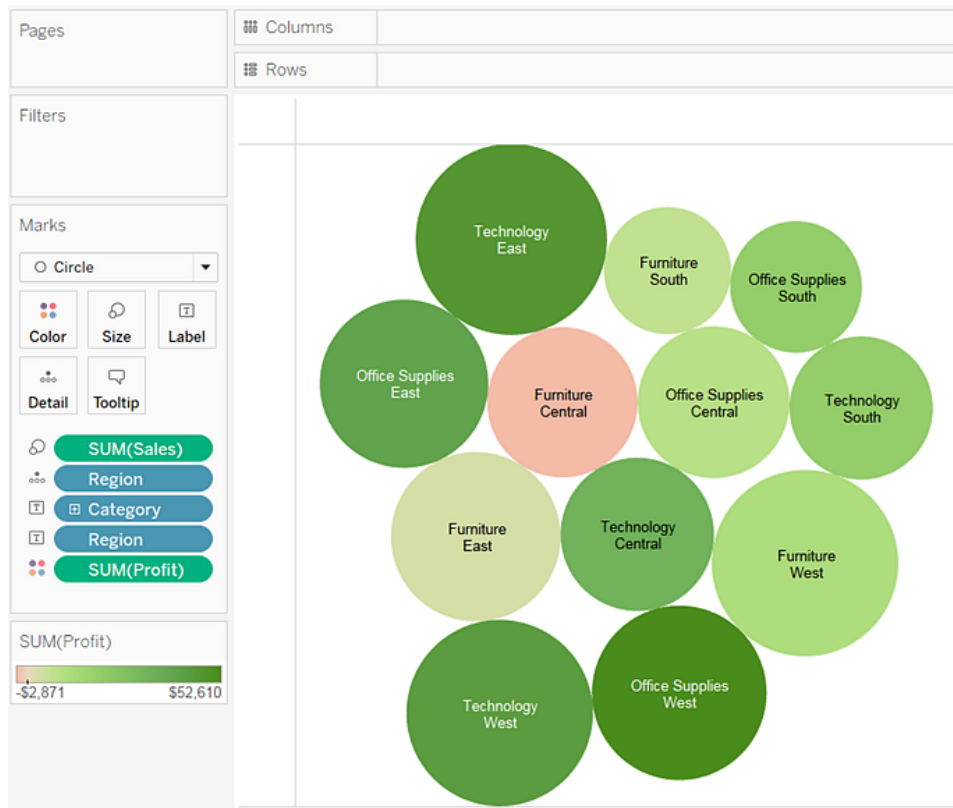 Pages
Columns
Rows
Filters
Marks
Circle
Color
Size
Label
Detail
Tooltip
SUM(Sales)
Region
Category
Region
SUM(Profit)
SUM(Profit)
-$2,871
$52,610
Technology
East
Furniture
South
Office Supplies
South
Office Supplies
East
Furniture
Central
Office Supplies
Central
Technology
South
Furniture
East
Technology
Central
Furniture
West
Technology
West
Office Supplies
West